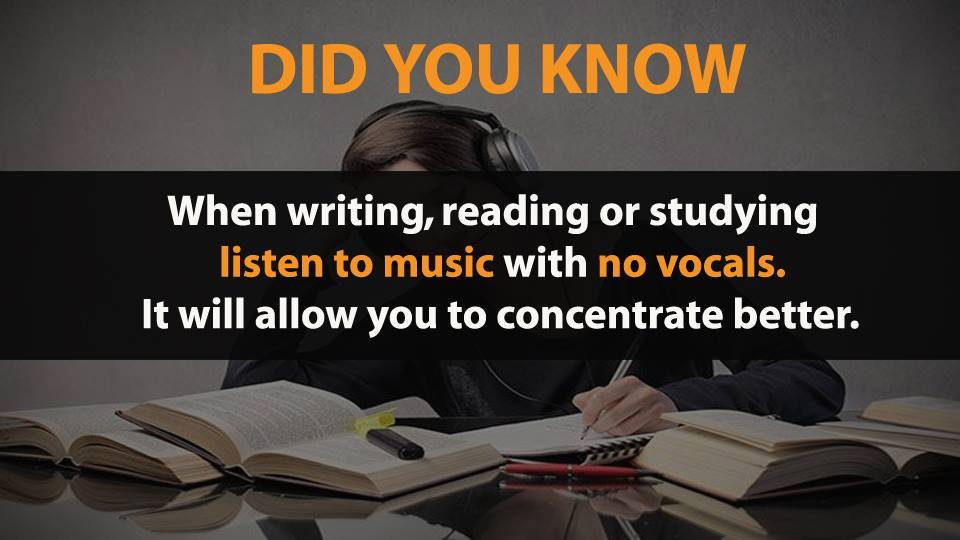 DID YOU KNOW
When writing, reading or studying
listen to music with no vocals.
It will allow you to concentrate better.